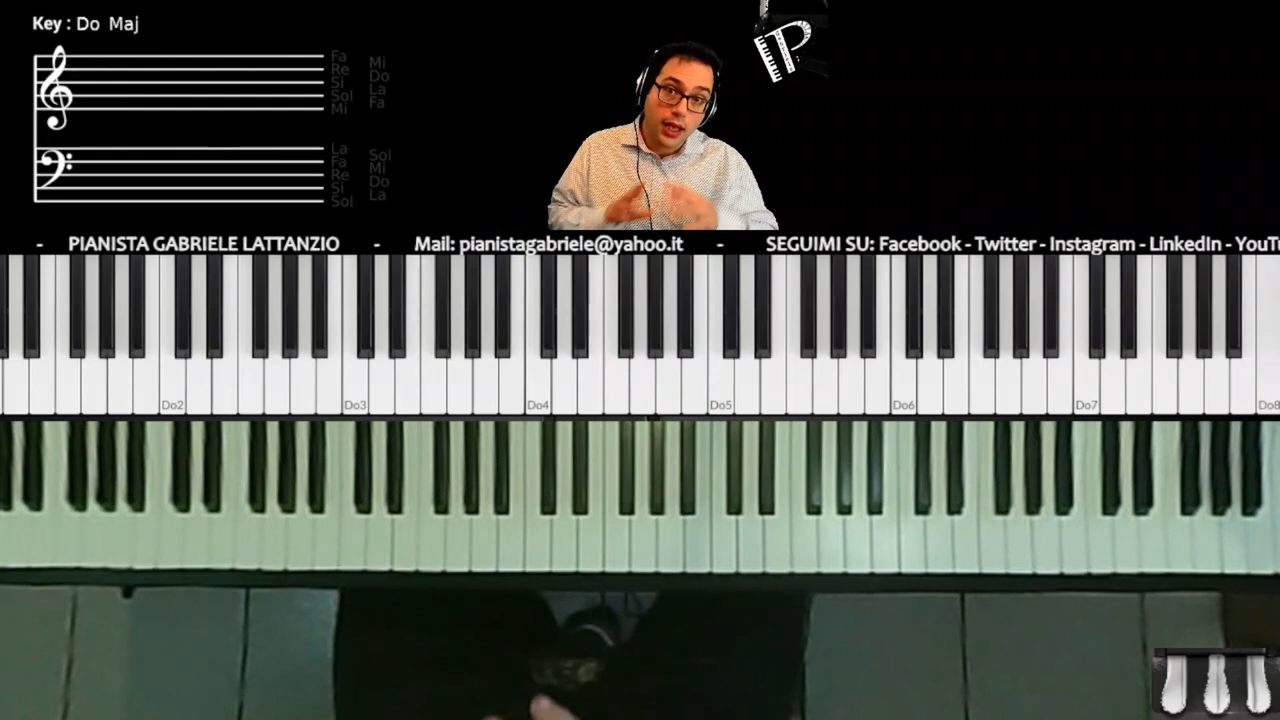 Key : Do Maj
Fa
Mi
Re
Do
Si
La
Sol
Fa
Mi
La
Sol
Fa
Mi
Re
Do
Si
La
Sol
- PIANISTA GABRIELE LATTANZIO - Mail: pianistagabriele@yahoo.it - SEGUIMI SU: Facebook - Twitter - Instagram - LinkedIn - YouTu
Do2 Do3 Do4 Do5 Do6 Do7 Do8